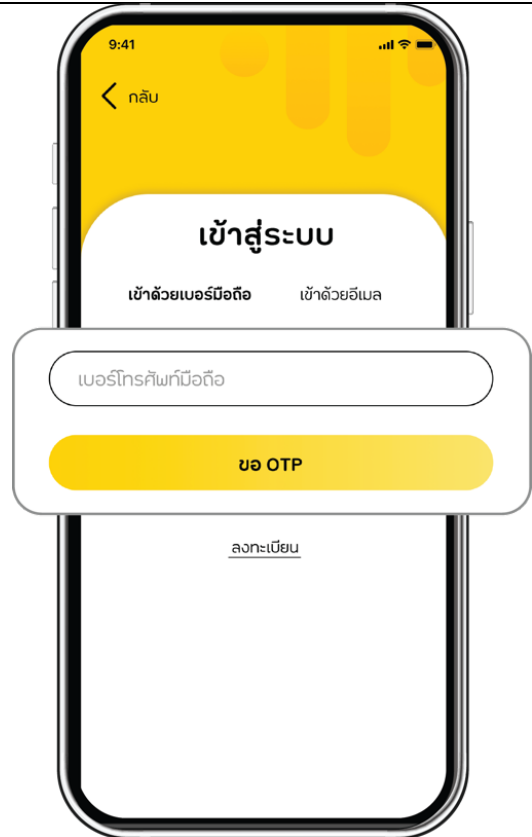 9:41
กลับ
เข้าสู่ระบบ
เข้าด้วยเบอร์มือถือ เข้าด้วยอีเมล
เบอร์โทรศัพท์มือถือ
ขอ OTP
ลงทะเบียน